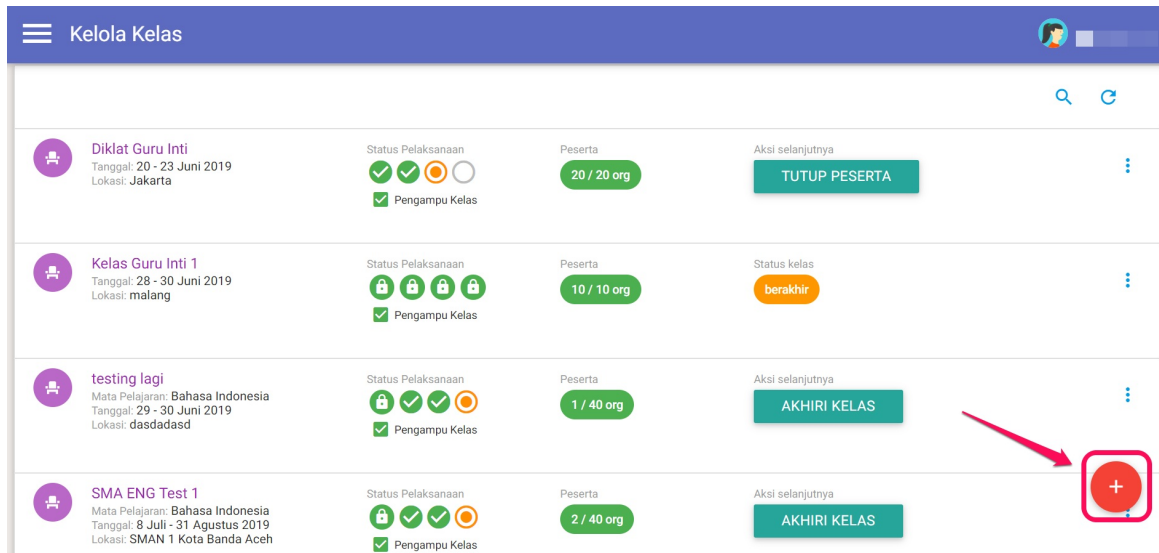 Kelola Kelas
Diklat Guru Inti
Tanggal: 20 - 23 Juni 2019
Lokasi: Jakarta
Status Pelaksanaan
Pengampu Kelas
Peserta
20 / 20 org
Aksi selanjutnya
TUTUP PESERTA
Kelas Guru Inti 1
Tanggal: 28 - 30 Juni 2019
Lokasi: malang
Status Pelaksanaan
Pengampu Kelas
Peserta
10 / 10 org
Status kelas
berakhir
testing lagi
Mata Pelajaran: Bahasa Indonesia
Tanggal: 29 - 30 Juni 2019
Lokasi: dasdadasd
Status Pelaksanaan
Pengampu Kelas
Peserta
1 / 40 org
Aksi selanjutnya
AKHIRI KELAS
SMA ENG Test 1
Mata Pelajaran: Bahasa Indonesia
Tanggal: 8 Juli - 31 Agustus 2019
Lokasi: SMAN 1 Kota Banda Aceh
Status Pelaksanaan
Pengampu Kelas
Peserta
2 / 40 org
Aksi selanjutnya
AKHIRI KELAS
+